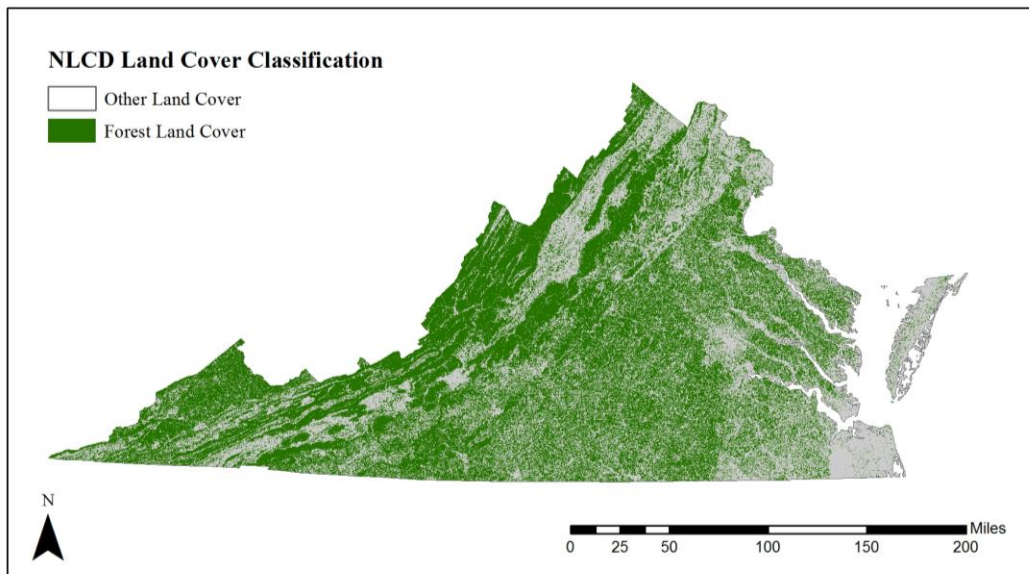 NLCD Land Cover Classification
Other Land Cover
Forest Land Cover
N
Miles
0 25 50 100 150 200